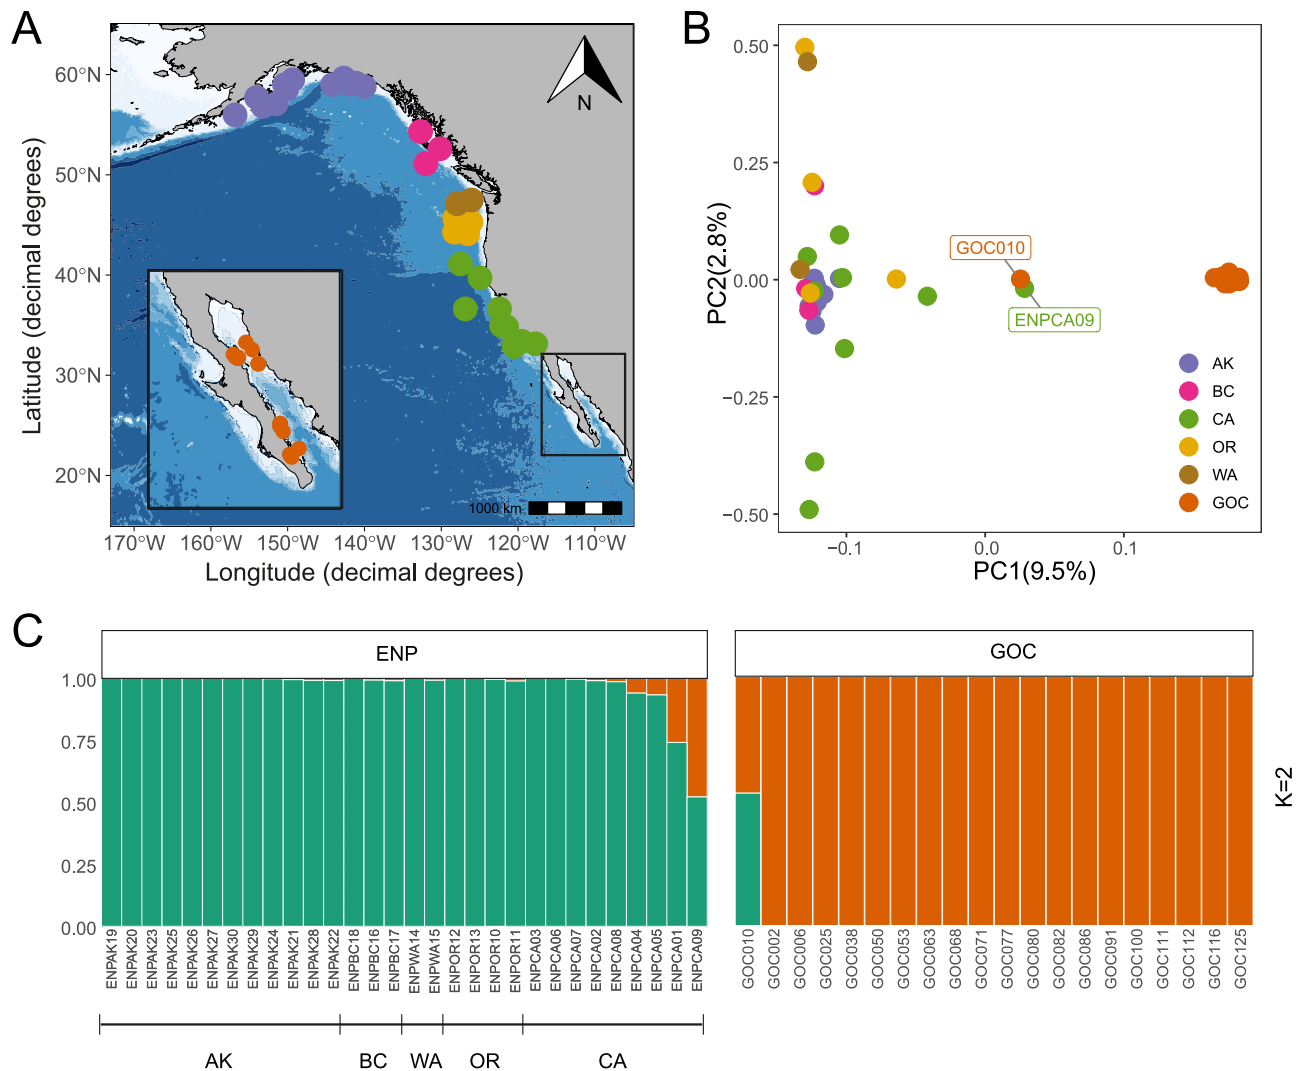 A
60°N
50°N
40°N
30°N
20°N
Latitude (decimal degrees)
N
1000 km
170°W 160°W 150°W 140°W 130°W 120°W 110°W
Longitude (decimal degrees)
B
0.50
0.25
0.00
−0.25
−0.50
PC2(2.8%)
GOC010
ENPCA09
AK
BC
CA
OR
WA
GOC
−0.1 0.0 0.1
PC1(9.5%)
C
ENP
GOC
1.00
0.75
0.50
0.25
0.00
K=2
ENPAK19
ENPAK20
ENPAK23
ENPAK25
ENPAK26
ENPAK27
ENPAK30
ENPAK29
ENPAK24
ENPAK21
ENPAK28
ENPAK22
ENPBC18
ENPBC16
ENPBC17
ENPWA14
ENPWA15
ENPOR12
ENPOR13
ENPOR10
ENPOR11
ENPCA03
ENPCA06
ENPCA07
ENPCA02
ENPCA08
ENPCA04
ENPCA05
ENPCA01
ENPCA09
GOC010
GOC002
GOC006
GOC025
GOC038
GOC050
GOC053
GOC063
GOC068
GOC071
GOC077
GOC080
GOC082
GOC086
GOC091
GOC100
GOC111
GOC112
GOC116
GOC125
AK BC WA OR CA